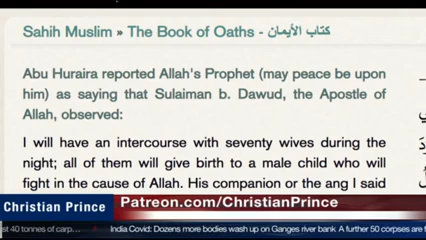 Sahih Muslim » The Book of Oaths - كتاب الأيمان
Abu Huraira reported Allah's Prophet (may peace be upon
him) as saying that Sulaiman b. Dawud, the Apostle of
Allah, observed:
I will have an intercourse with seventy wives during the
night; all of them will give birth to a male child who will
fight in the cause of Allah. His companion or the ang I said
Christian Prince
Patreon.com/ChristianPrince
st 40 tonnes of carp...
India Covid: Dozens more bodies wash up on Ganges river bank A further 50 corpses are f